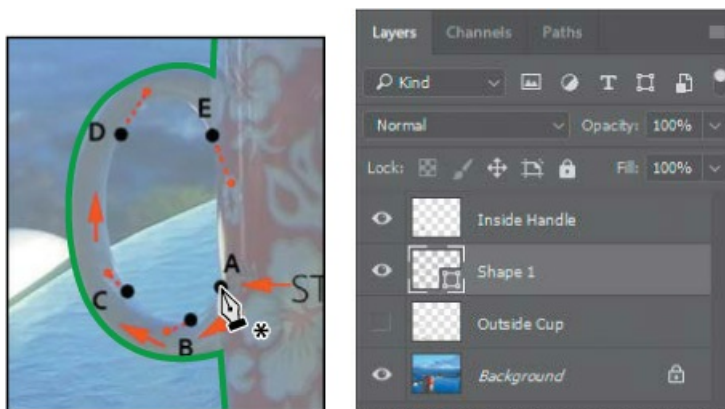 E
D
A
ST
C
B
*
Layers Channels Paths
Kind T
Normal Opacity: 100%
Lock: Fill: 100%
Inside Handle
Shape 1
Outside Cup
Background